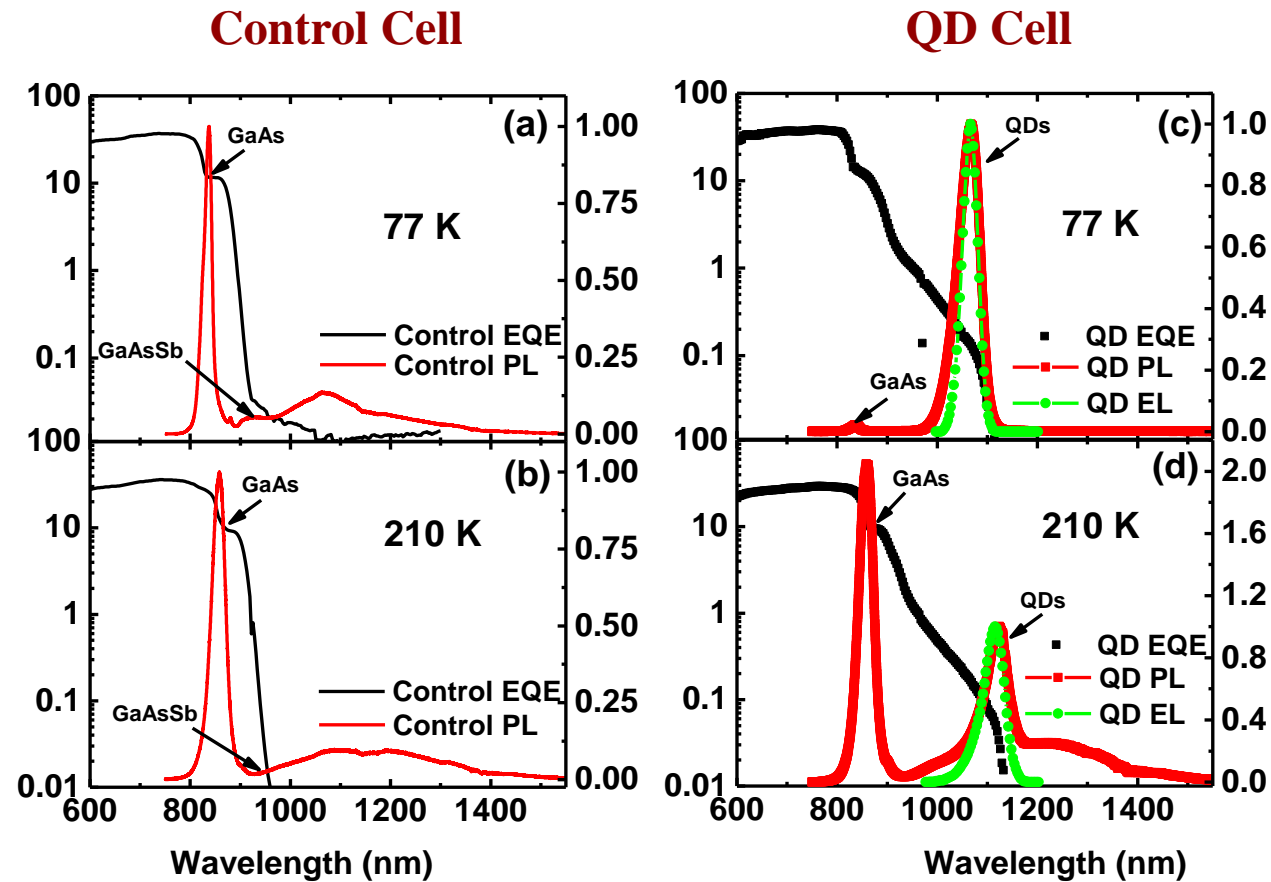 Control Cell
QD Cell
100
10
1
0.1
(a)
GaAs
77 K
GaAsSb
Control EQE
Control PL
1.00
0.75
0.50
0.25
0.00
100
10
1
0.1
0.01
(b)
GaAs
210 K
GaAsSb
Control EQE
Control PL
1.00
0.75
0.50
0.25
0.00
600 800 1000 1200 1400
Wavelength (nm)
100
10
1
0.1
(c)
QDs
77 K
GaAs
QD EQE
QD PL
QD EL
1.0
0.8
0.6
0.4
0.2
0.0
100
10
1
0.1
0.01
(d)
GaAs
210 K
QDs
QD EQE
QD PL
QD EL
2.0
1.6
1.2
0.8
0.4
0.0
600 800 1000 1200 1400
Wavelength (nm)